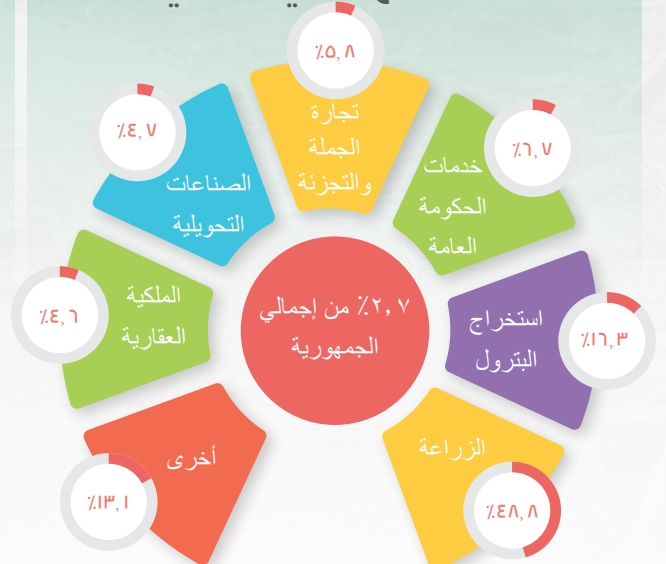 ٪٥,٨
تجارة
الجملة
والتجزئة
٪٦,٧
خدمات
الحكومة
العامة
٪١٦,٣
استخراج
البترول
٪٤٨,٨
الزراعة
٪١٣,١
أخرى
٪٤,٦
الملكية
العقارية
٪٤,٧
الصناعات
التحويلية
٢,٧٪ من إجمالي
الجمهورية